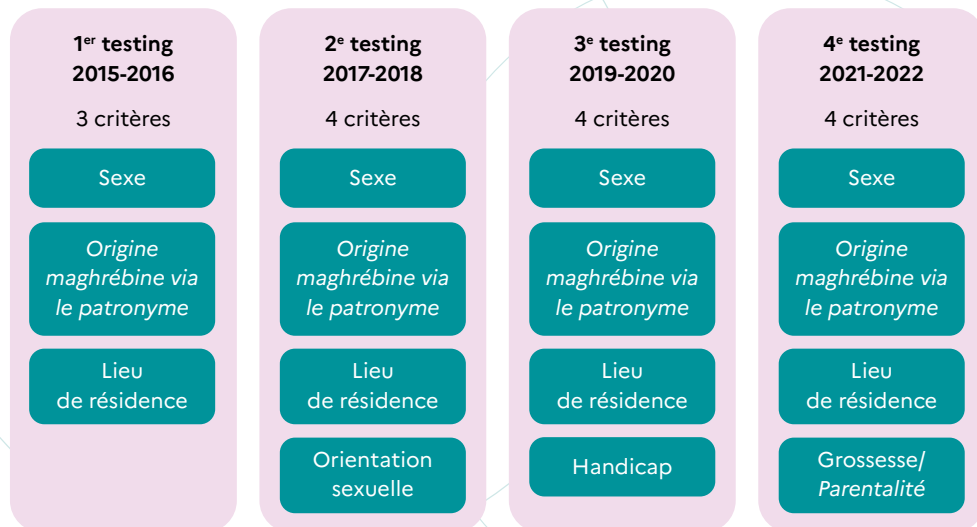 1er testing
2015-2016
3 critères
Sexe
Origine
maghrébine via
le patronyme
Lieu
de résidence
2e testing
2017-2018
4 critères
Sexe
Origine
maghrébine via
le patronyme
Lieu
de résidence
Orientation
sexuelle
3e testing
2019-2020
4 critères
Sexe
Origine
maghrébine via
le patronyme
Lieu
de résidence
Handicap
4e testing
2021-2022
4 critères
Sexe
Origine
maghrébine via
le patronyme
Lieu
de résidence
Grossesse/
Parentalité